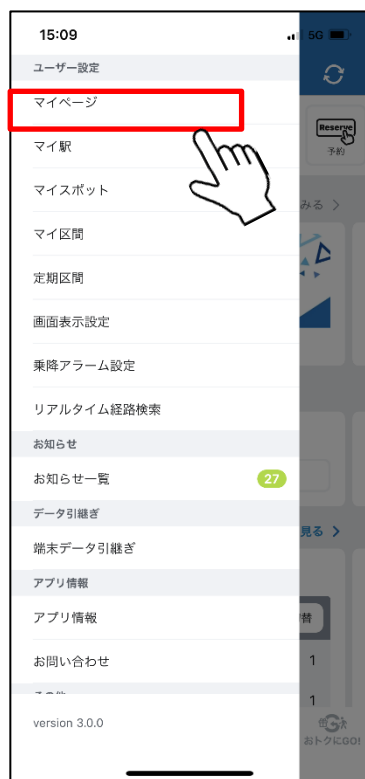 15:09
5G
ユーザー設定
マイページ
Reserve
予約
マイ駅
マイスポット
みる >
マイ区間
定期区間
画面表示設定
乗降アラーム設定
リアルタイム経路検索
お知らせ
お知らせ一覧
27
データ引継ぎ
見る >
端末データ引継ぎ
アプリ情報
アプリ情報
替
お問い合わせ
1
1
version 3.0.0
おトクにGO!